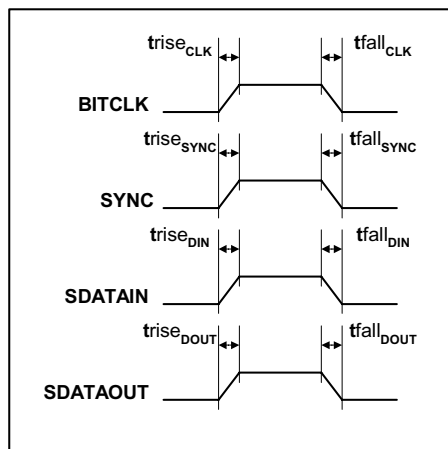 trise_CLK tfall_CLK
BITCLK
trise_SYNC tfall_SYNC
SYNC
trise_DIN tfall_DIN
SDATAIN
trise_DOUT tfall_DOUT
SDATAOUT